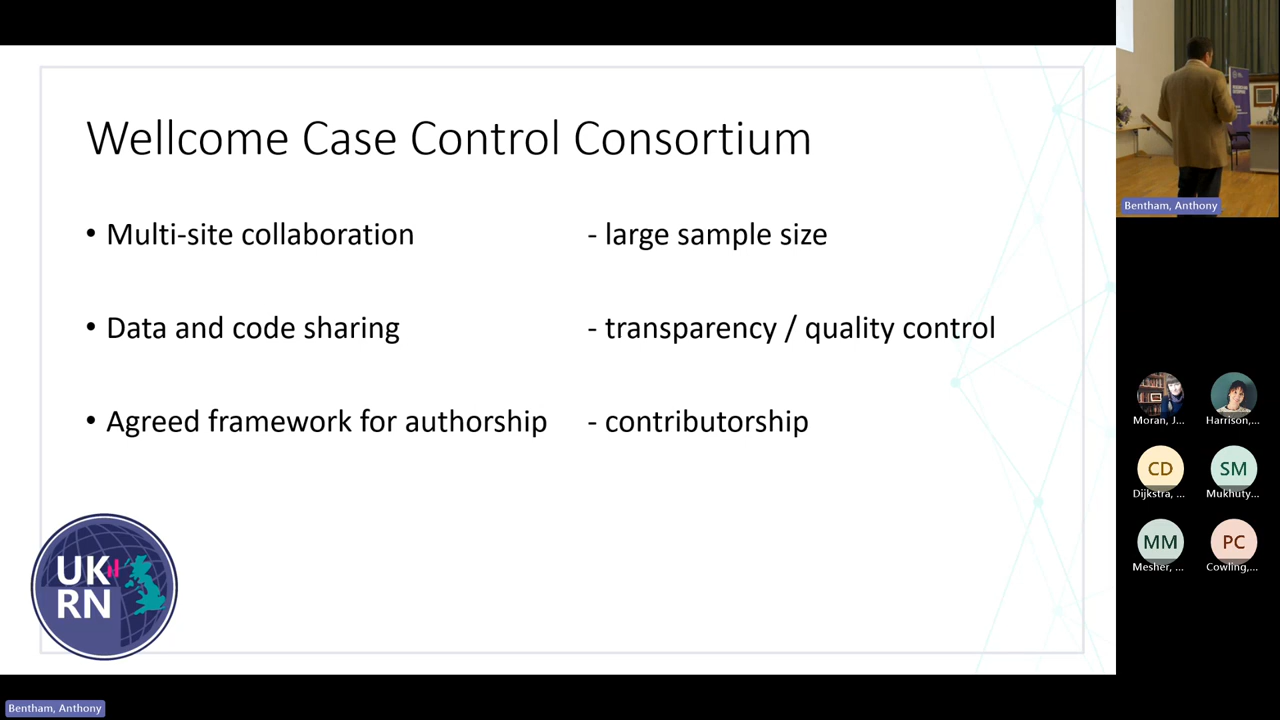 Wellcome Case Control Consortium
• Multi-site collaboration - large sample size
• Data and code sharing - transparency / quality control
• Agreed framework for authorship - contributorship
UK
RN
Bentham, Anthony
Moran, J...
Harrison,...
CD
SM
Dijkstra, ...
Mukhuty...
MM
PC
Mesher, ...
Cowling,...
Bentham, Anthony